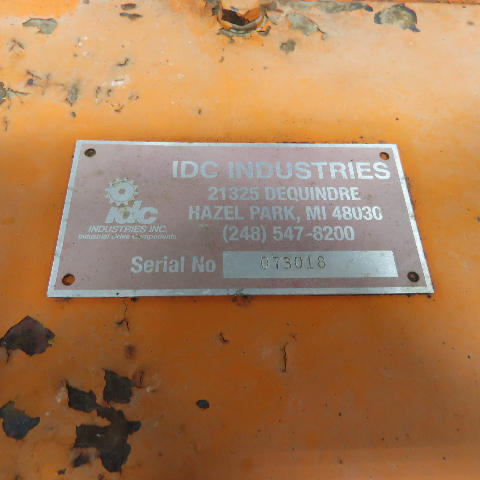 IDC INDUSTRIES
21325 DEQUINDRE
HAZEL PARK, MI 48030
(248) 547-8200
idc
INDUSTRIES INC.
Industrial Drive Components
Serial No 073018